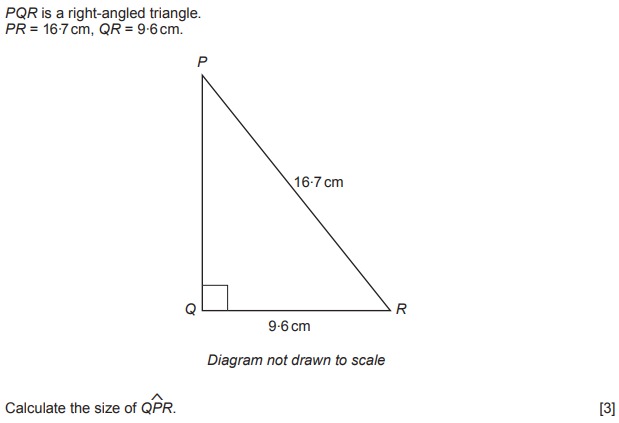 PQR is a right-angled triangle.
PR = 16·7 cm, QR = 9·6 cm.
P
16·7 cm
Q
R
9·6 cm
Diagram not drawn to scale
Calculate the size of QP̂R.
[3]